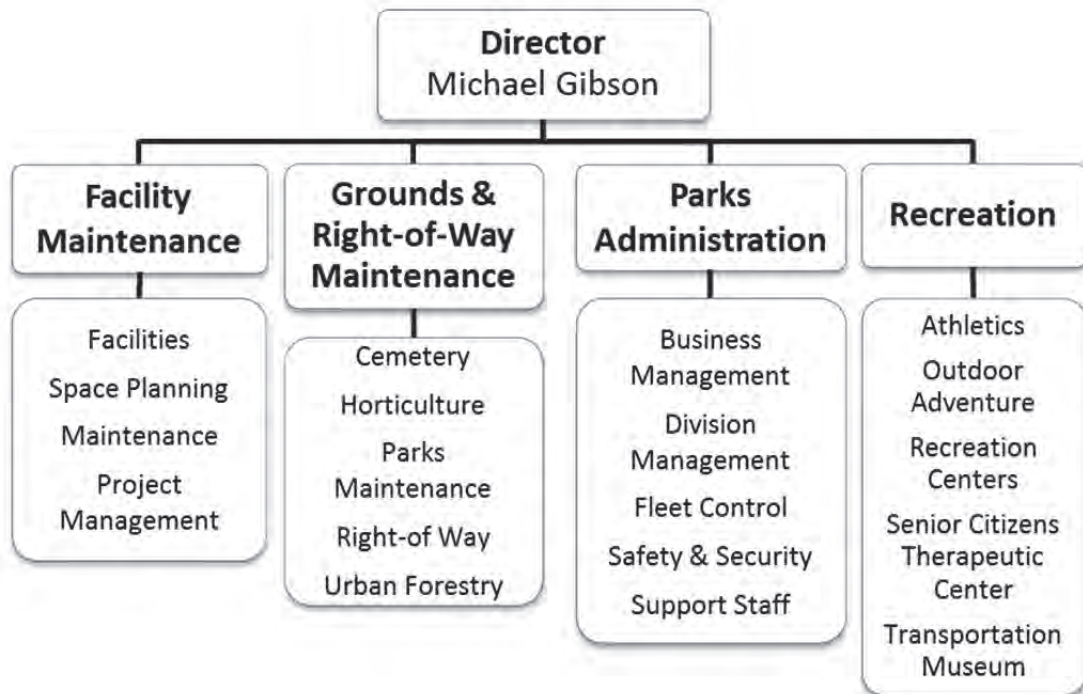 Director
Michael Gibson
Facility
Maintenance
Facilities
Space Planning
Maintenance
Project
Management
Grounds &
Right-of-Way
Maintenance
Cemetery
Horticulture
Parks
Maintenance
Right-of Way
Urban Forestry
Parks
Administration
Business
Management
Division
Management
Fleet Control
Safety & Security
Support Staff
Recreation
Athletics
Outdoor
Adventure
Recreation
Centers
Senior Citizens
Therapeutic
Center
Transportation
Museum